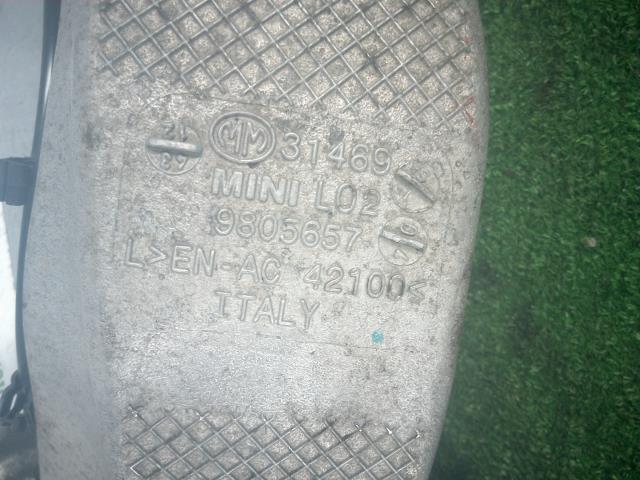 MM 31469
MINI L02
9805657
L>EN-AC 42100<
ITALY